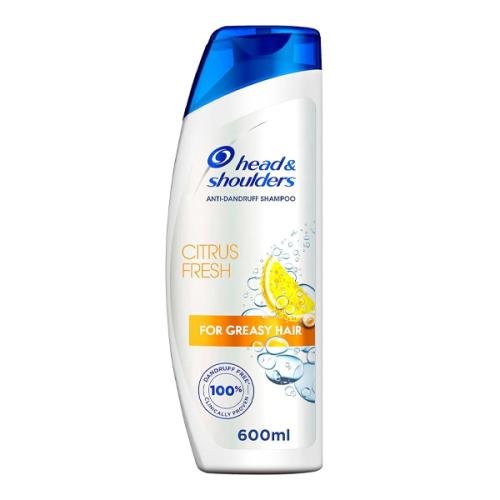 head&
shoulders
ANTI-DANDRUFF SHAMPOO
CITRUS
FRESH
FOR GREASY HAIR
DANDRUFF FREE*
100%
CLINICALLY PROVEN
600ml